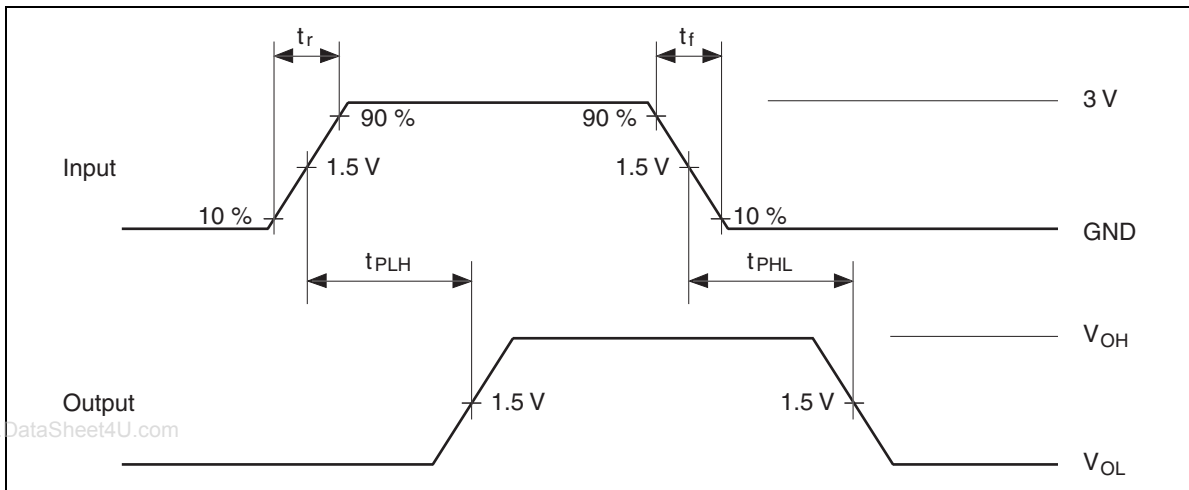 tr
tf
3 V
90 %
90 %
Input
1.5 V
1.5 V
10 %
10 %
GND
tPLH
tPHL
VOH
Output
1.5 V
1.5 V
DataSheet4U.com
VOL